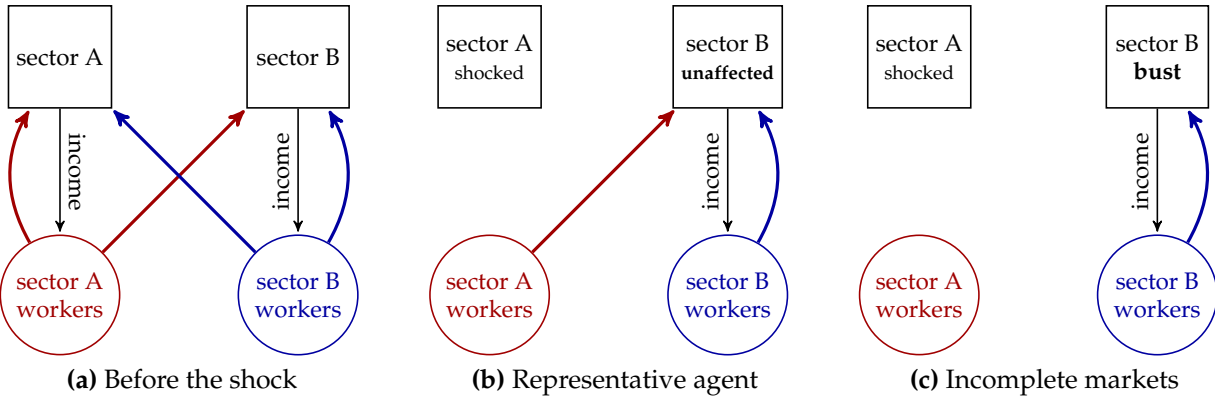 sector A
sector B
income
income
sector A
workers
sector B
workers
(a) Before the shock
sector A
shocked
sector B
unaffected
income
sector A
workers
sector B
workers
(b) Representative agent
sector A
shocked
sector B
bust
income
sector A
workers
sector B
workers
(c) Incomplete markets